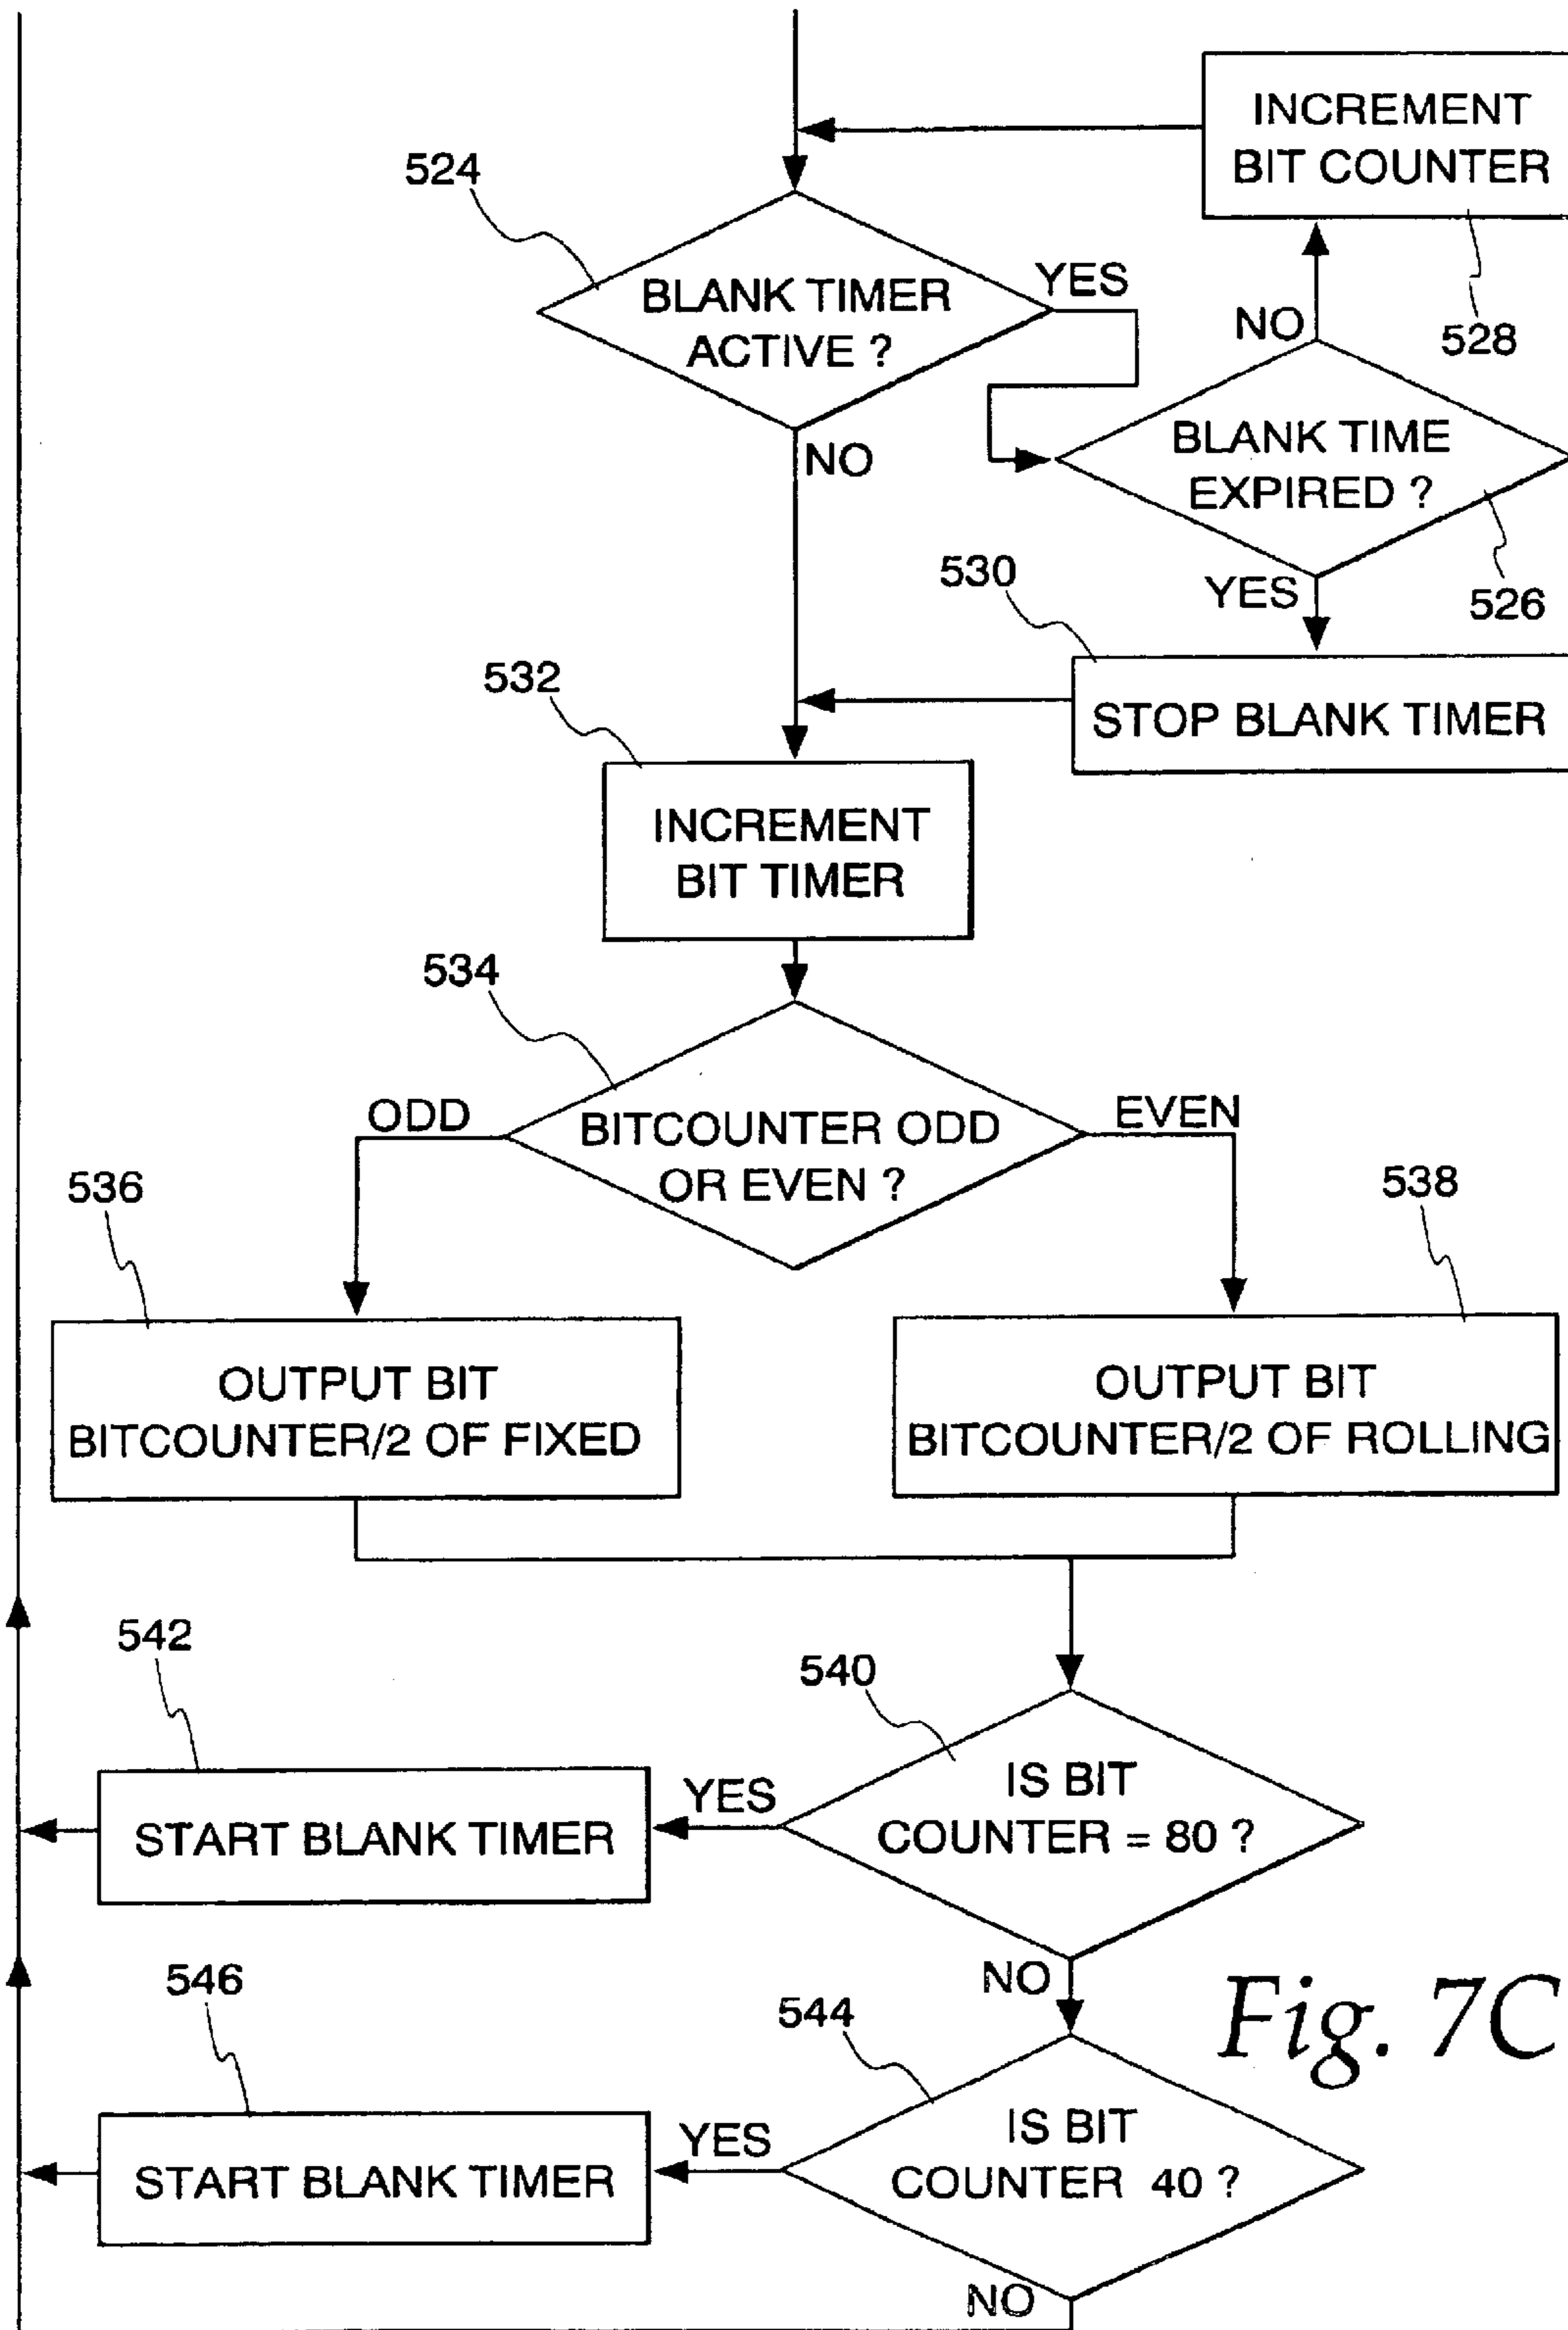 INCREMENT
BIT COUNTER
524
BLANK TIMER
ACTIVE ?
YES
NO
528
NO
BLANK TIME
EXPIRED ?
526
YES
530
STOP BLANK TIMER
532
INCREMENT
BIT TIMER
534
BITCOUNTER ODD
OR EVEN ?
ODD
EVEN
536
OUTPUT BIT
BITCOUNTER/2 OF FIXED
538
OUTPUT BIT
BITCOUNTER/2 OF ROLLING
540
IS BIT
COUNTER = 80 ?
YES
542
START BLANK TIMER
NO
544
IS BIT
COUNTER 40 ?
YES
546
START BLANK TIMER
NO
Fig. 7C